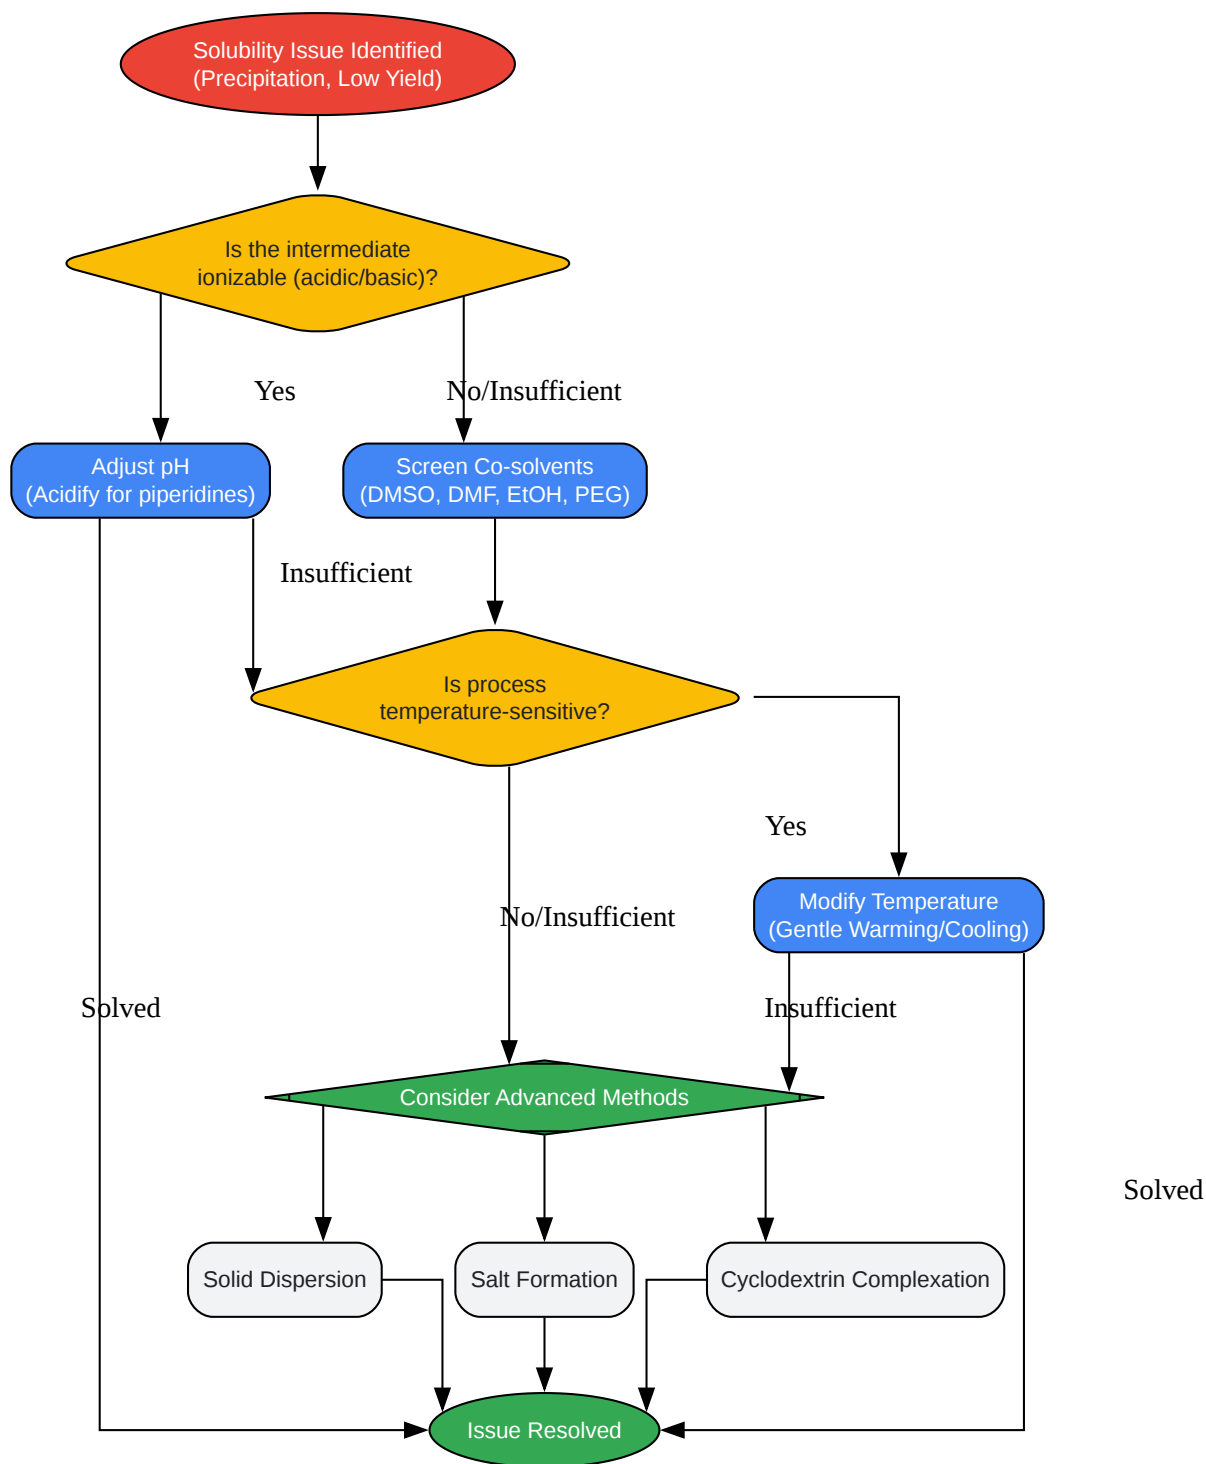 Solubility Issue Identified
(Precipitation, Low Yield)
Is the intermediate
ionizable (acidic/basic)?
Yes
No/Insufficient
Adjust pH
(Acidify for piperidines)
Screen Co-solvents
(DMSO, DMF, EtOH, PEG)
Insufficient
Is process
temperature-sensitive?
Yes
Modify Temperature
(Gentle Warming/Cooling)
No/Insufficient
Solved
Insufficient
Consider Advanced Methods
Solved
Solid Dispersion
Salt Formation
Cyclodextrin Complexation
Issue Resolved